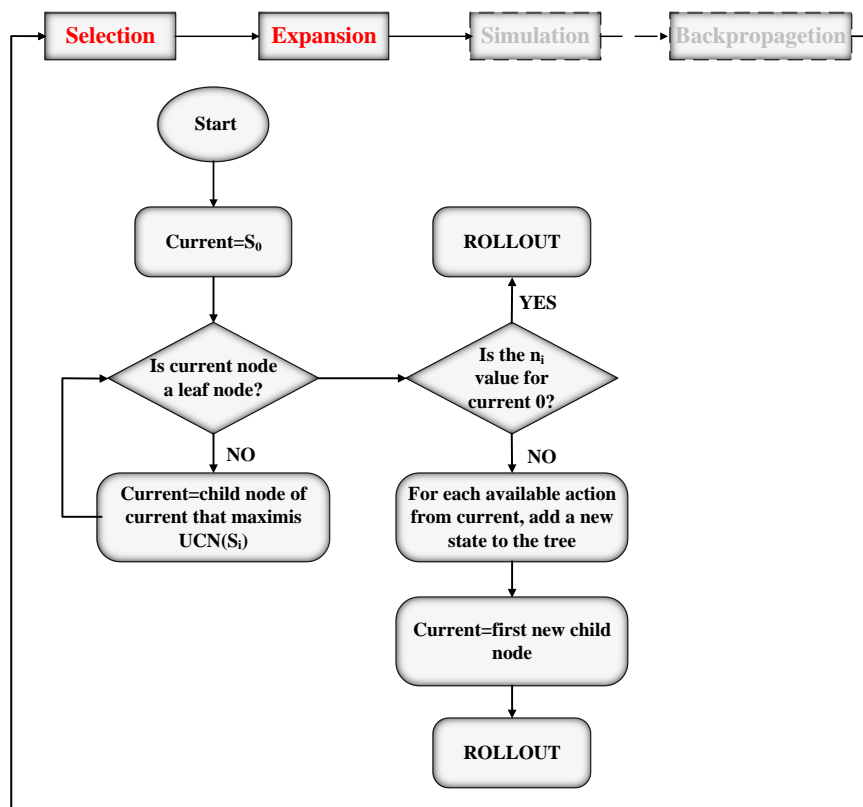 Selection
Expansion
Simulation
Backpropagetion
Start
Current=S₀
ROLLOUT
YES
Is current node
a leaf node?
Is the nᵢ
value for
current 0?
NO
NO
Current=child node of
current that maximis
UCN(Sᵢ)
For each available action
from current, add a new
state to the tree
Current=first new child
node
ROLLOUT